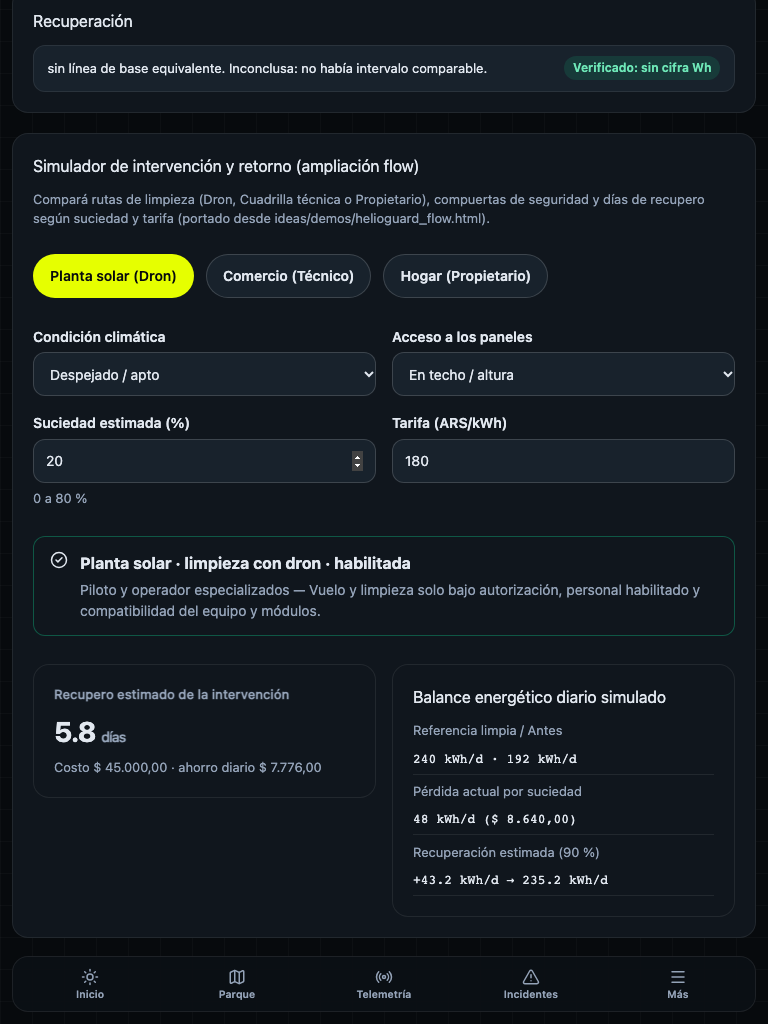 Recuperación
sin línea de base equivalente. Inconclusa: no había intervalo comparable.
Verificado: sin cifra Wh
Simulador de intervención y retorno (ampliación flow)
Compará rutas de limpieza (Dron, Cuadrilla técnica o Propietario), compuertas de seguridad y días de recupero
según suciedad y tarifa (portado desde ideas/demos/helioguard_flow.html).
Planta solar (Dron)
Comercio (Técnico)
Hogar (Propietario)
Condición climática
Acceso a los paneles
Despejado / apto
En techo / altura
Suciedad estimada (%)
Tarifa (ARS/kWh)
20
180
0 a 80 %
Planta solar · limpieza con dron · habilitada
Piloto y operador especializados — Vuelo y limpieza solo bajo autorización, personal habilitado y
compatibilidad del equipo y módulos.
Recupero estimado de la intervención
5.8 días
Costo $ 45.000,00 · ahorro diario $ 7.776,00
Balance energético diario simulado
Referencia limpia / Antes
240 kWh/d · 192 kWh/d
Pérdida actual por suciedad
48 kWh/d ($ 8.640,00)
Recuperación estimada (90 %)
+43.2 kWh/d → 235.2 kWh/d
Inicio
Parque
Telemetría
Incidentes
Más